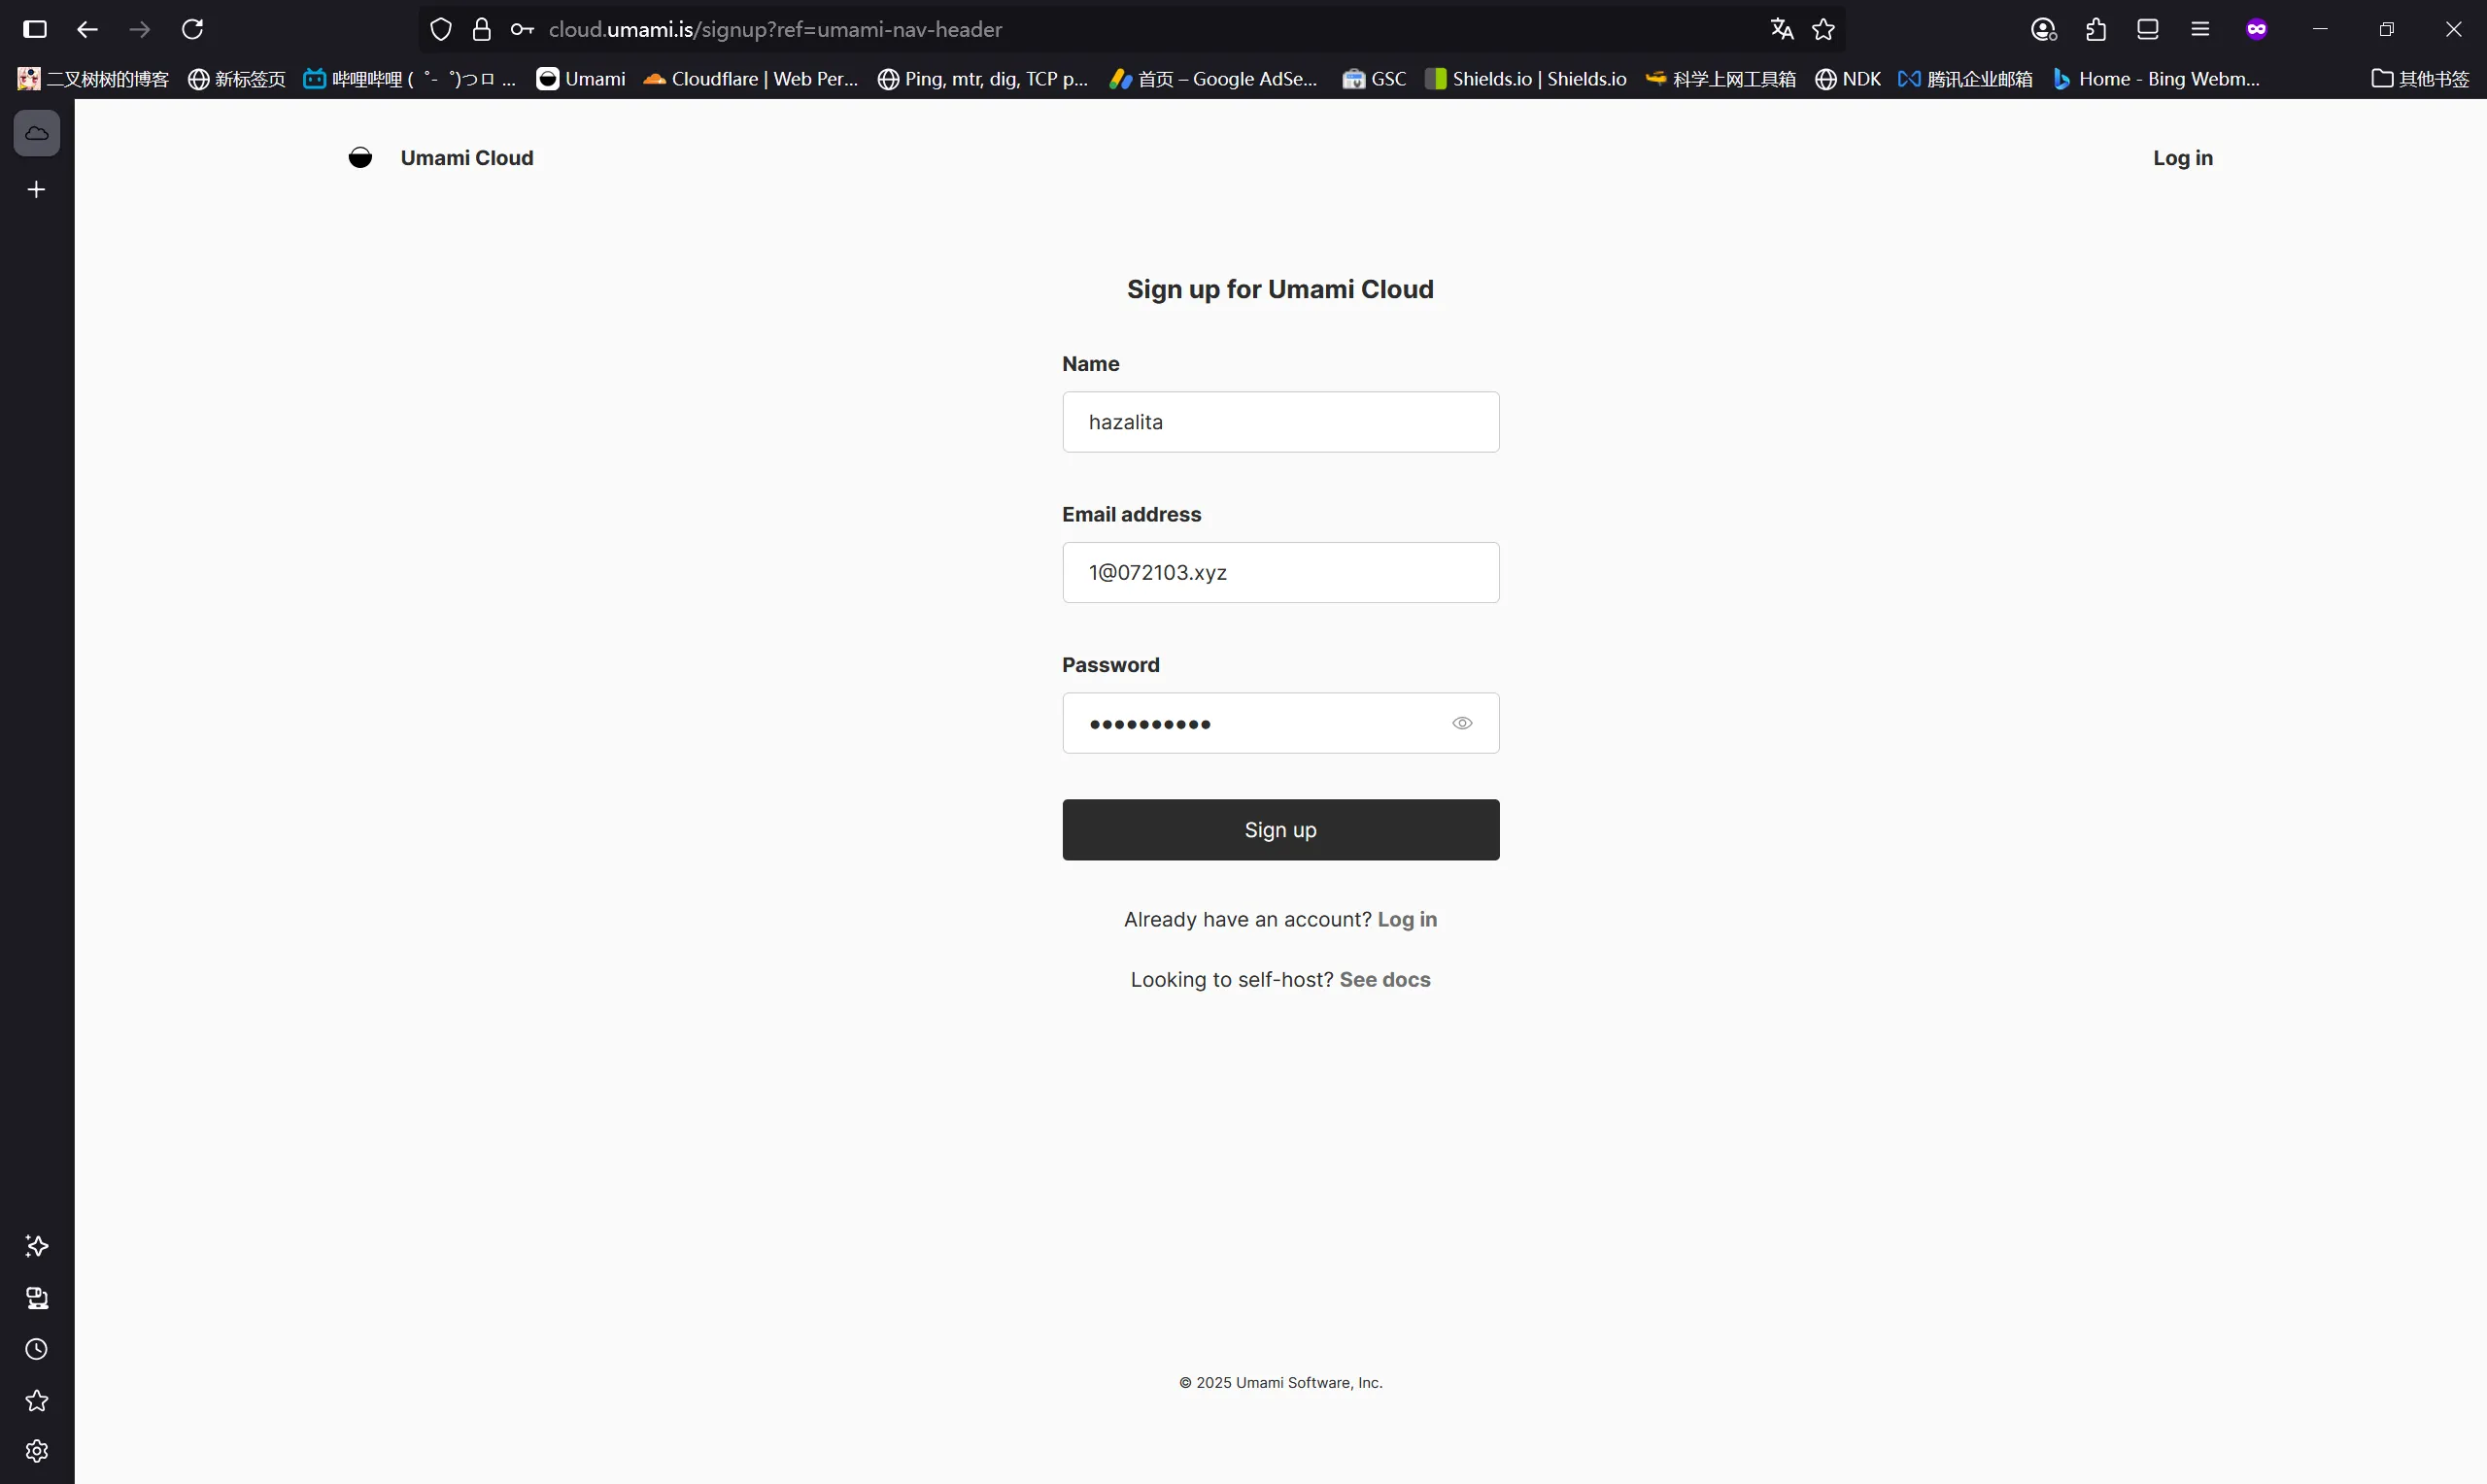 cloud.umami.is/signup?ref=umami-nav-header
二叉树树的博客 新标签页 哔哩哔哩 ( ゜- ゜)つロ ... Umami Cloudflare | Web Per... Ping, mtr, dig, TCP p... 首页 – Google AdSe... GSC Shields.io | Shields.io 科学上网工具箱 NDK 腾讯企业邮箱 Home - Bing Webm... 其他书签
Umami Cloud Log in
Sign up for Umami Cloud
Name
hazalita
Email address
1@072103.xyz
Password
••••••••••
Sign up
Already have an account? Log in
Looking to self-host? See docs
© 2025 Umami Software, Inc.